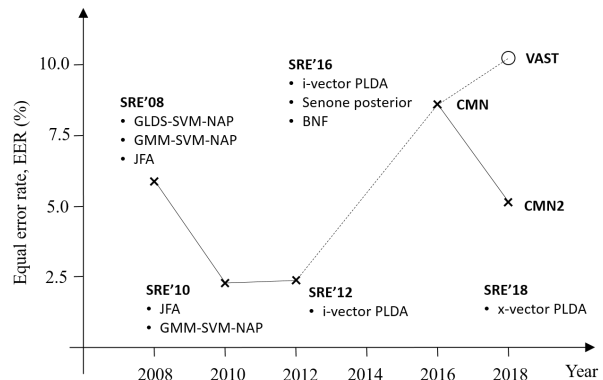 Equal error rate, EER (%)
10.0
7.5
5.0
2.5
SRE'08
• GLDS-SVM-NAP
• GMM-SVM-NAP
• JFA
SRE'16
• i-vector PLDA
• Senone posterior
• BNF
VAST
CMN
CMN2
SRE'10
• JFA
• GMM-SVM-NAP
SRE'12
• i-vector PLDA
SRE'18
• x-vector PLDA
2008
2010
2012
2014
2016
2018
Year